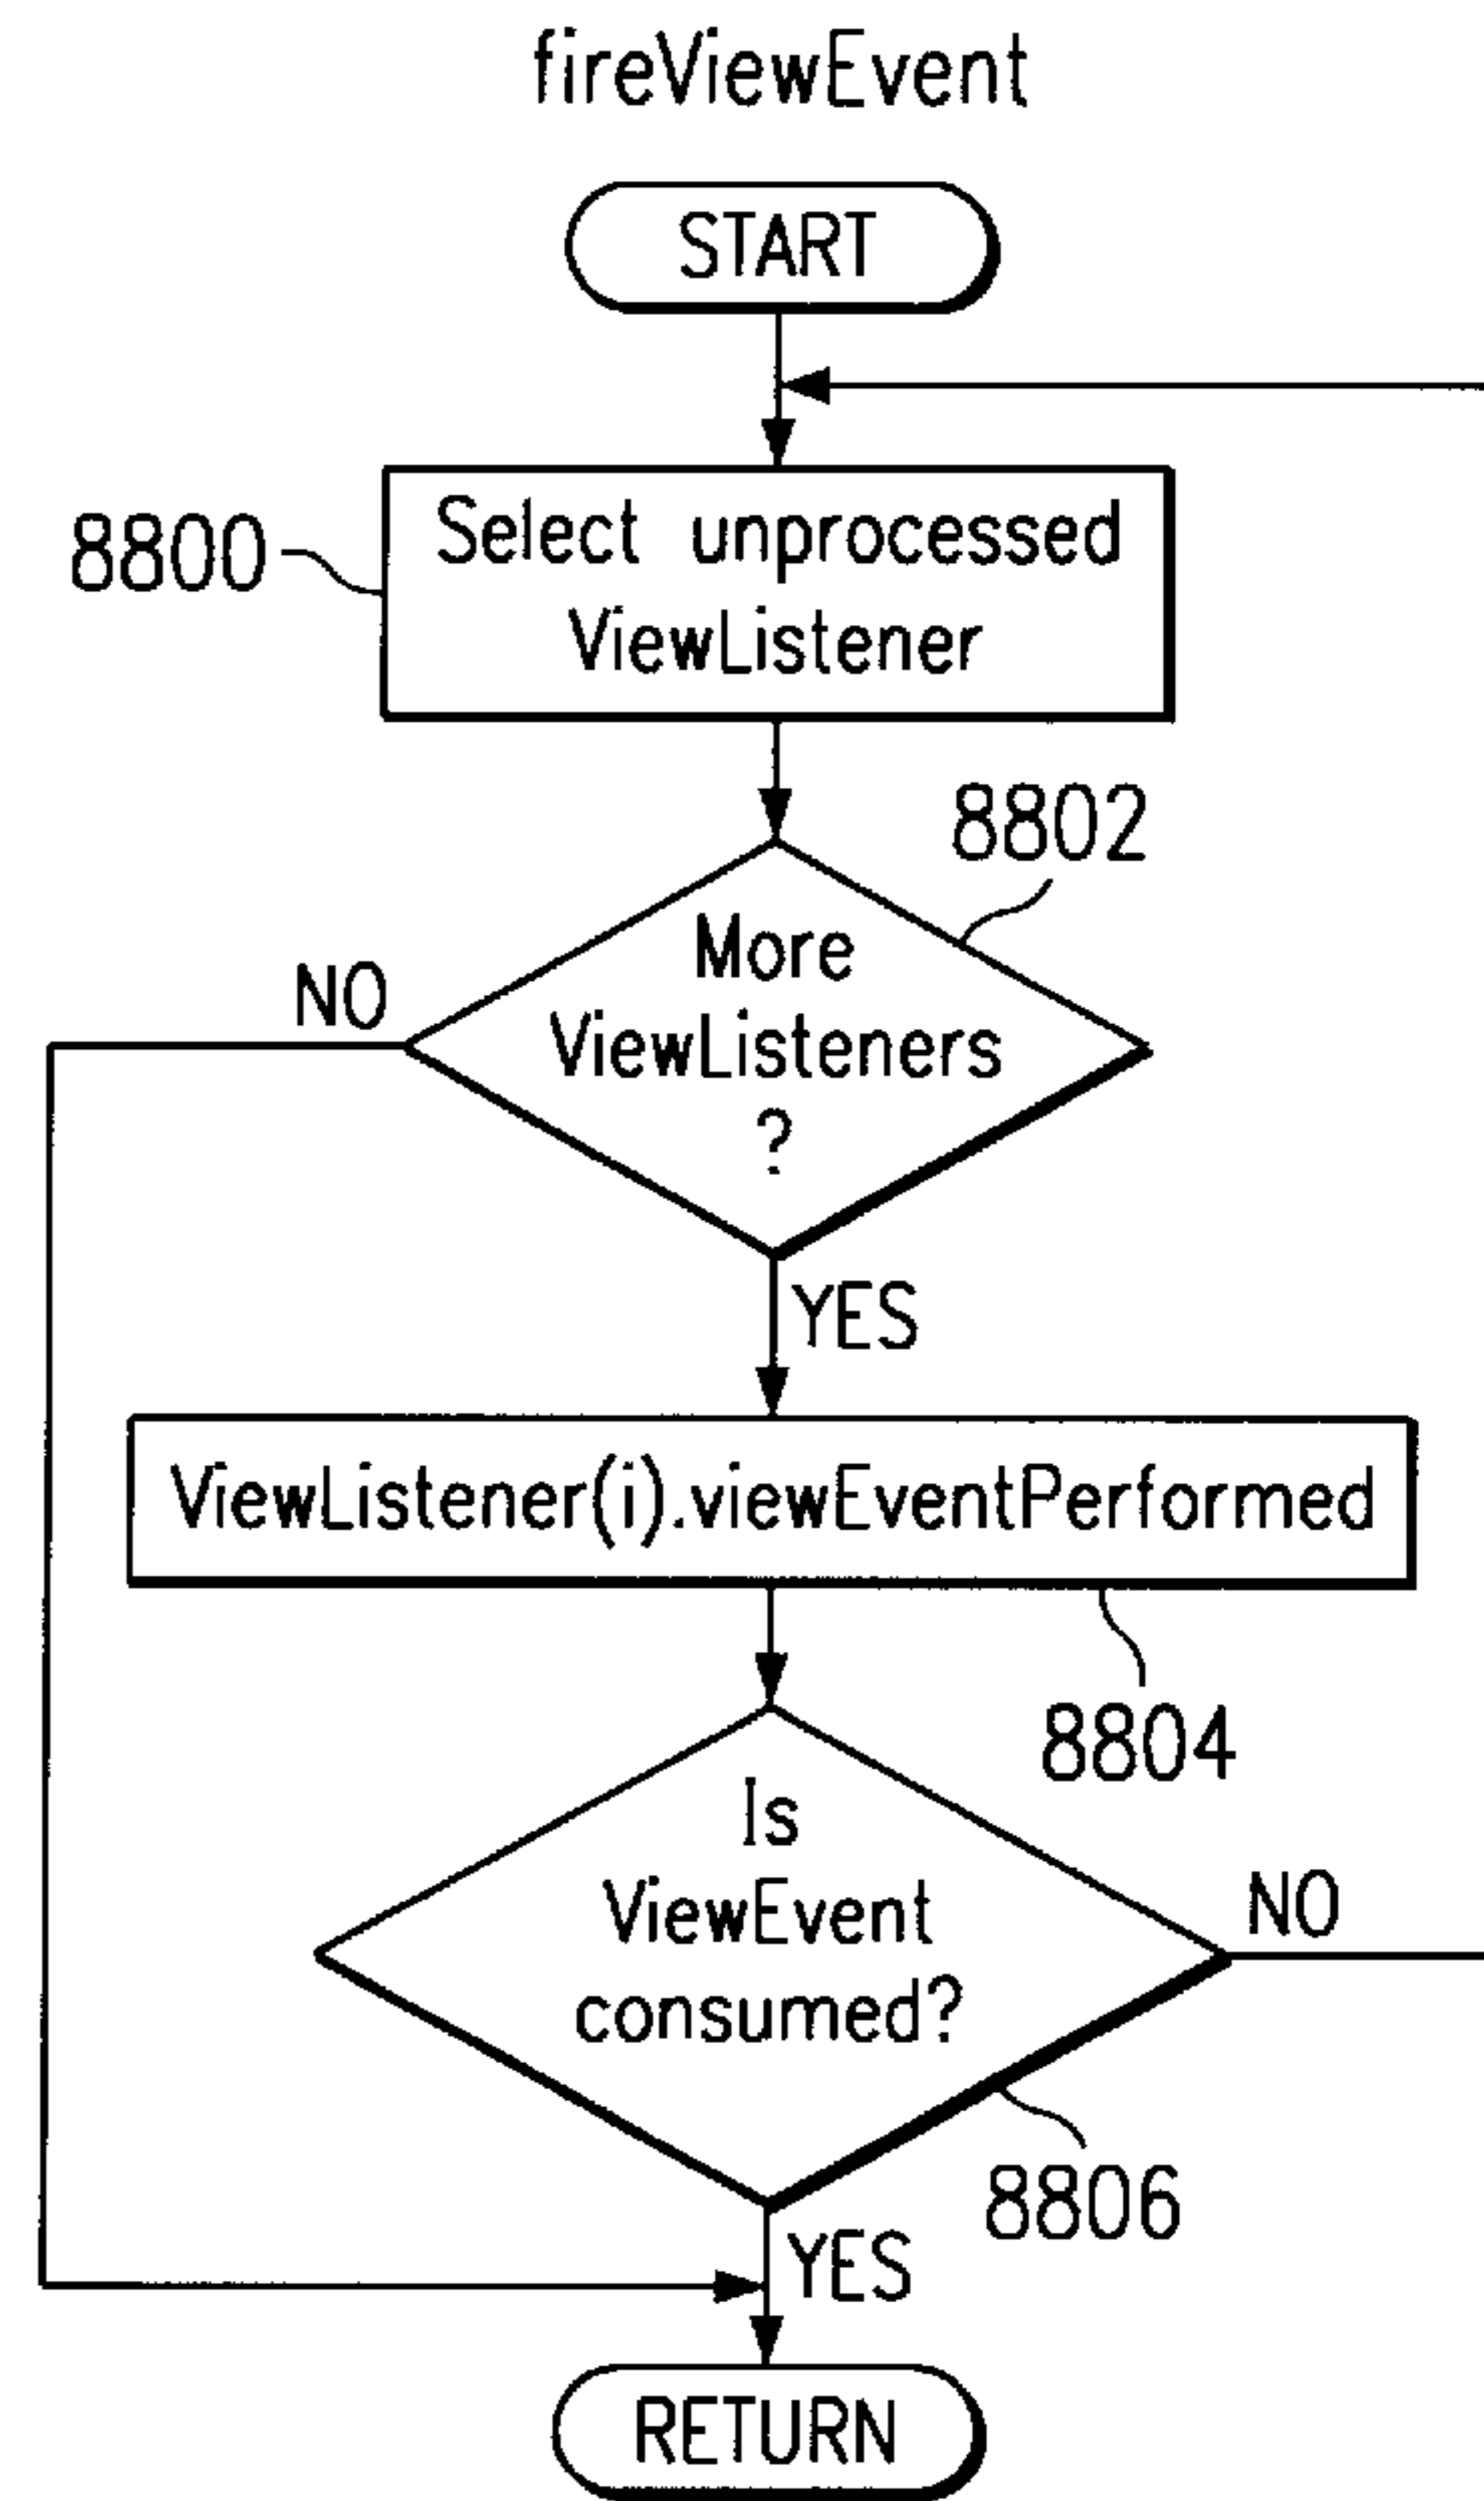 fireViewEvent
START
8800
Select unprocessed
ViewListener
8802
More
ViewListeners
?
NO
YES
ViewListener(i).viewEventPerformed
8804
Is
ViewEvent
consumed?
NO
8806
YES
RETURN